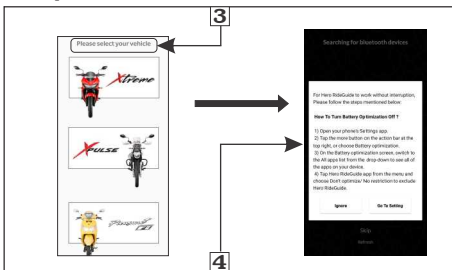 3
Please select your vehicle
Xtreme
XPULSE
Searching for bluetooth devices
For Hero RideGuide to work without interruption,
Please follow the steps mentioned below.
How To Turn Battery Optimization Off ?
1) Open your phone's Settings app.
2) Tap the more button on the action bar at the
top right, or choose Battery optimization.
3) On the Battery optimization screen, switch to
the All apps list from the drop-down to see all of
the apps on your device.
4) Tap Hero RideGuide app from the menu and
choose Don't optimize/ No restriction to exclude
Hero RideGuide.
Ignore
Go To Setting
Skip
Refresh
4